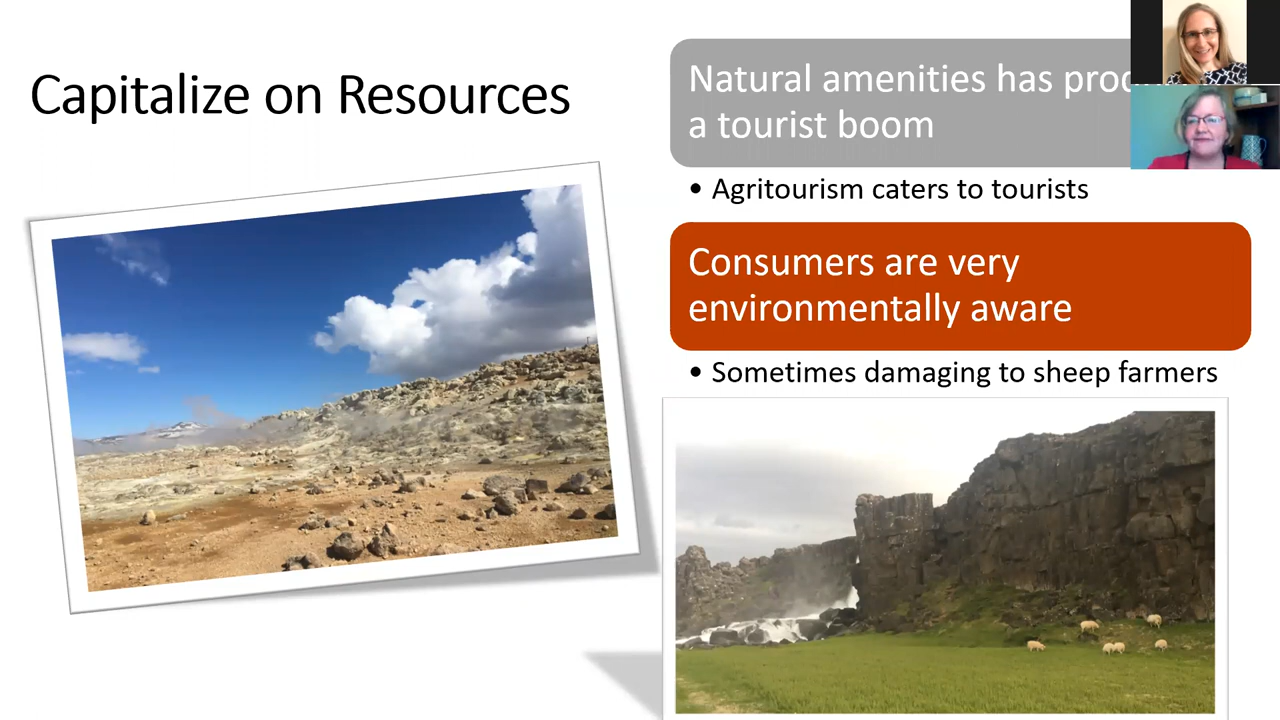 Capitalize on Resources
Natural amenities has
a tourist boom
• Agritourism caters to tourists
Consumers are very
environmentally aware
• Sometimes damaging to sheep farmers